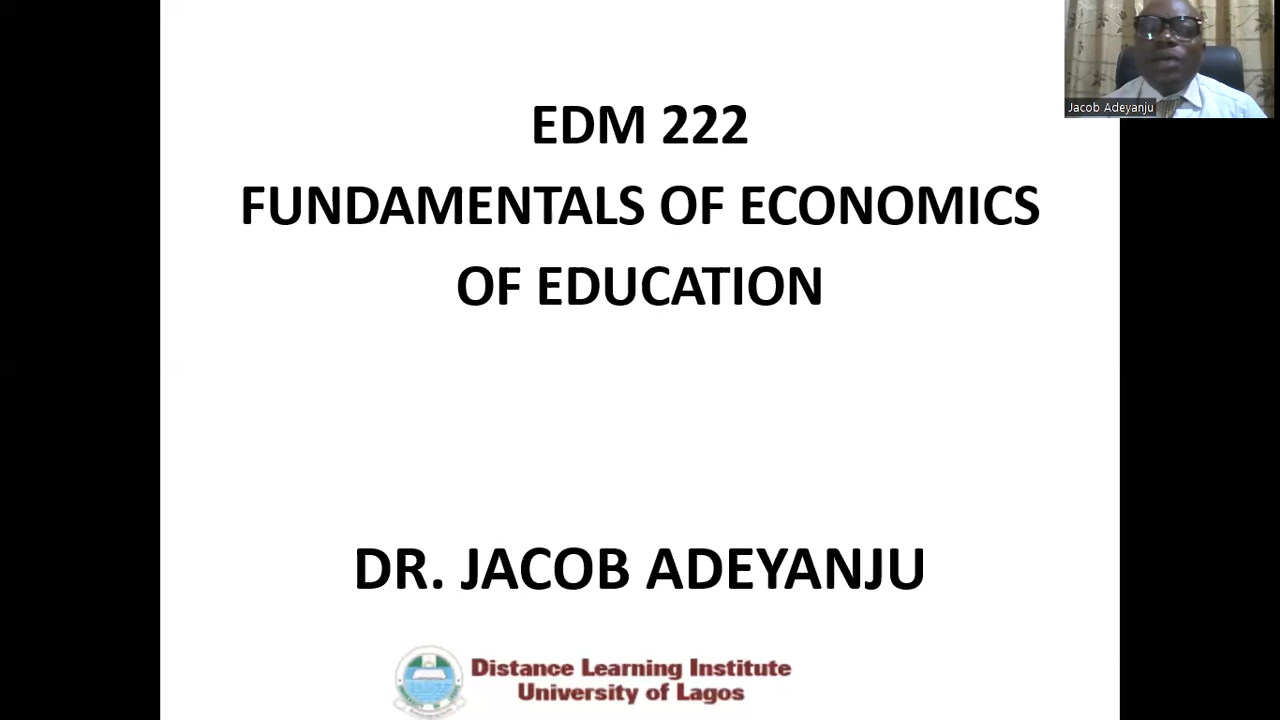 Jacob Adeyanju
EDM 222
FUNDAMENTALS OF ECONOMICS
OF EDUCATION
DR. JACOB ADEYANJU
Distance Learning Institute
University of Lagos